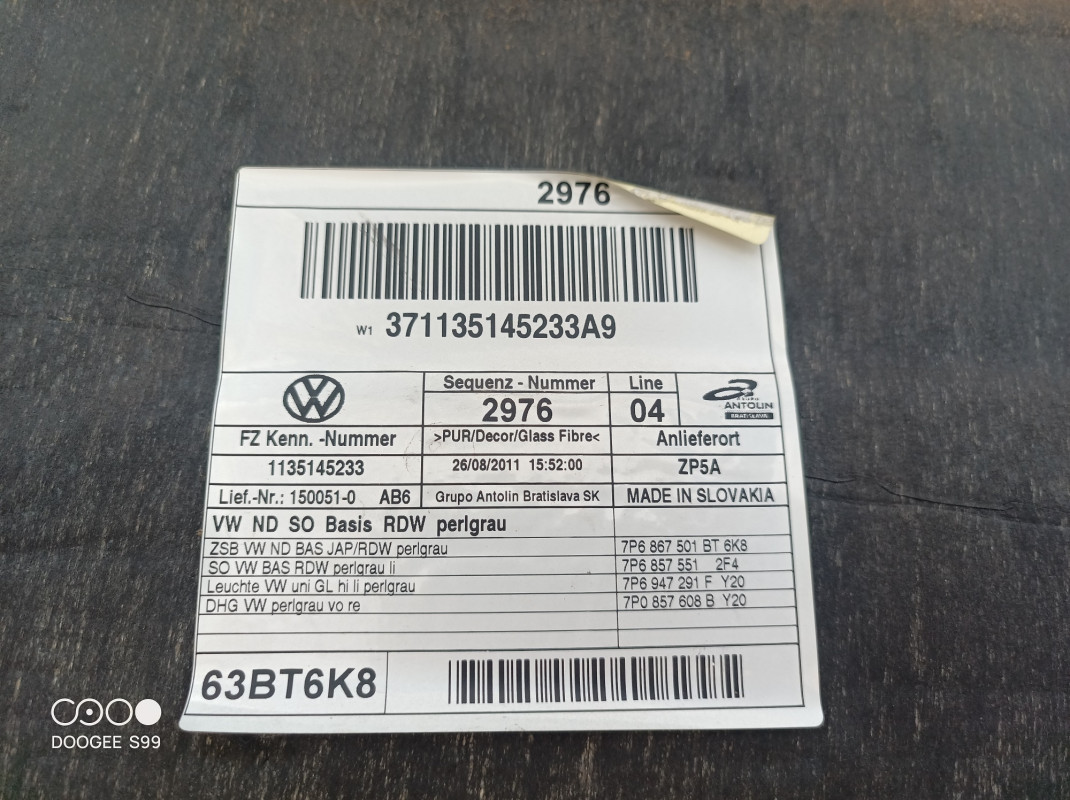 2976
W1 371135145233A9
Sequenz - Nummer Line
2976 04
GRUPO
ANTOLIN
BRATISLAVA
FZ Kenn. -Nummer >PUR/Decor/Glass Fibre< Anlieferort
1135145233 26/08/2011 15:52:00 ZP5A
Lief.-Nr.: 150051-0 AB6 Grupo Antolin Bratislava SK MADE IN SLOVAKIA
VW ND SO Basis RDW perlgrau
ZSB VW ND BAS JAP/RDW perlgrau 7P6 867 501 BT 6K8
SO VW BAS RDW perlgrau li 7P6 857 551 2F4
Leuchte VW uni GL hi li perlgrau 7P6 947 291 F Y20
DHG VW perlgrau vo re 7P0 857 608 B Y20
63BT6K8
DOOGEE S99